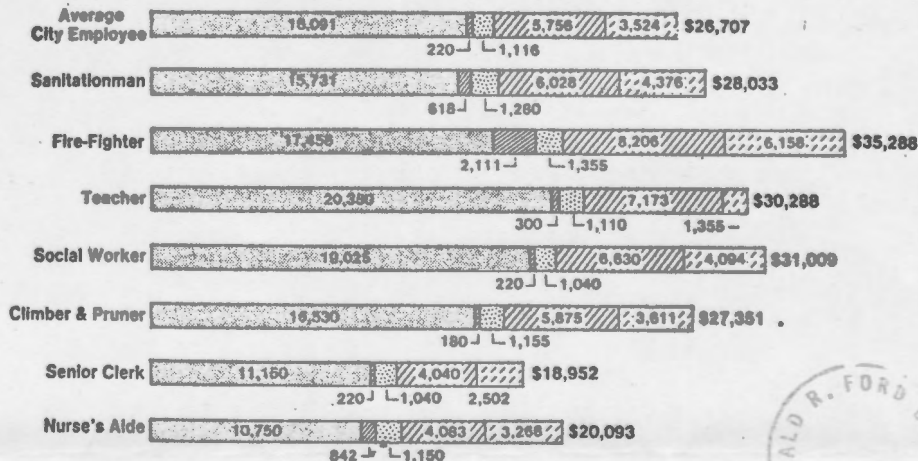 Average
City Employee 16,091 5,756 3,524 $26,707
220 1,116
Sanitationman 15,731 6,028 4,376 $28,033
618 1,280
Fire-Fighter 17,458 8,206 6,158 $35,288
2,111 1,355
Teacher 20,350 7,173 $30,288
300 1,110 1,355
Social Worker 19,025 6,630 4,094 $31,009
220 1,040
Climber & Pruner 16,530 5,875 3,611 $27,351
180 1,155
Senior Clerk 11,150 4,040 $18,952
220 1,040 2,502
Nurse's Aide 10,750 4,083 3,268 $20,093
842 1,150
ALD R. FORD